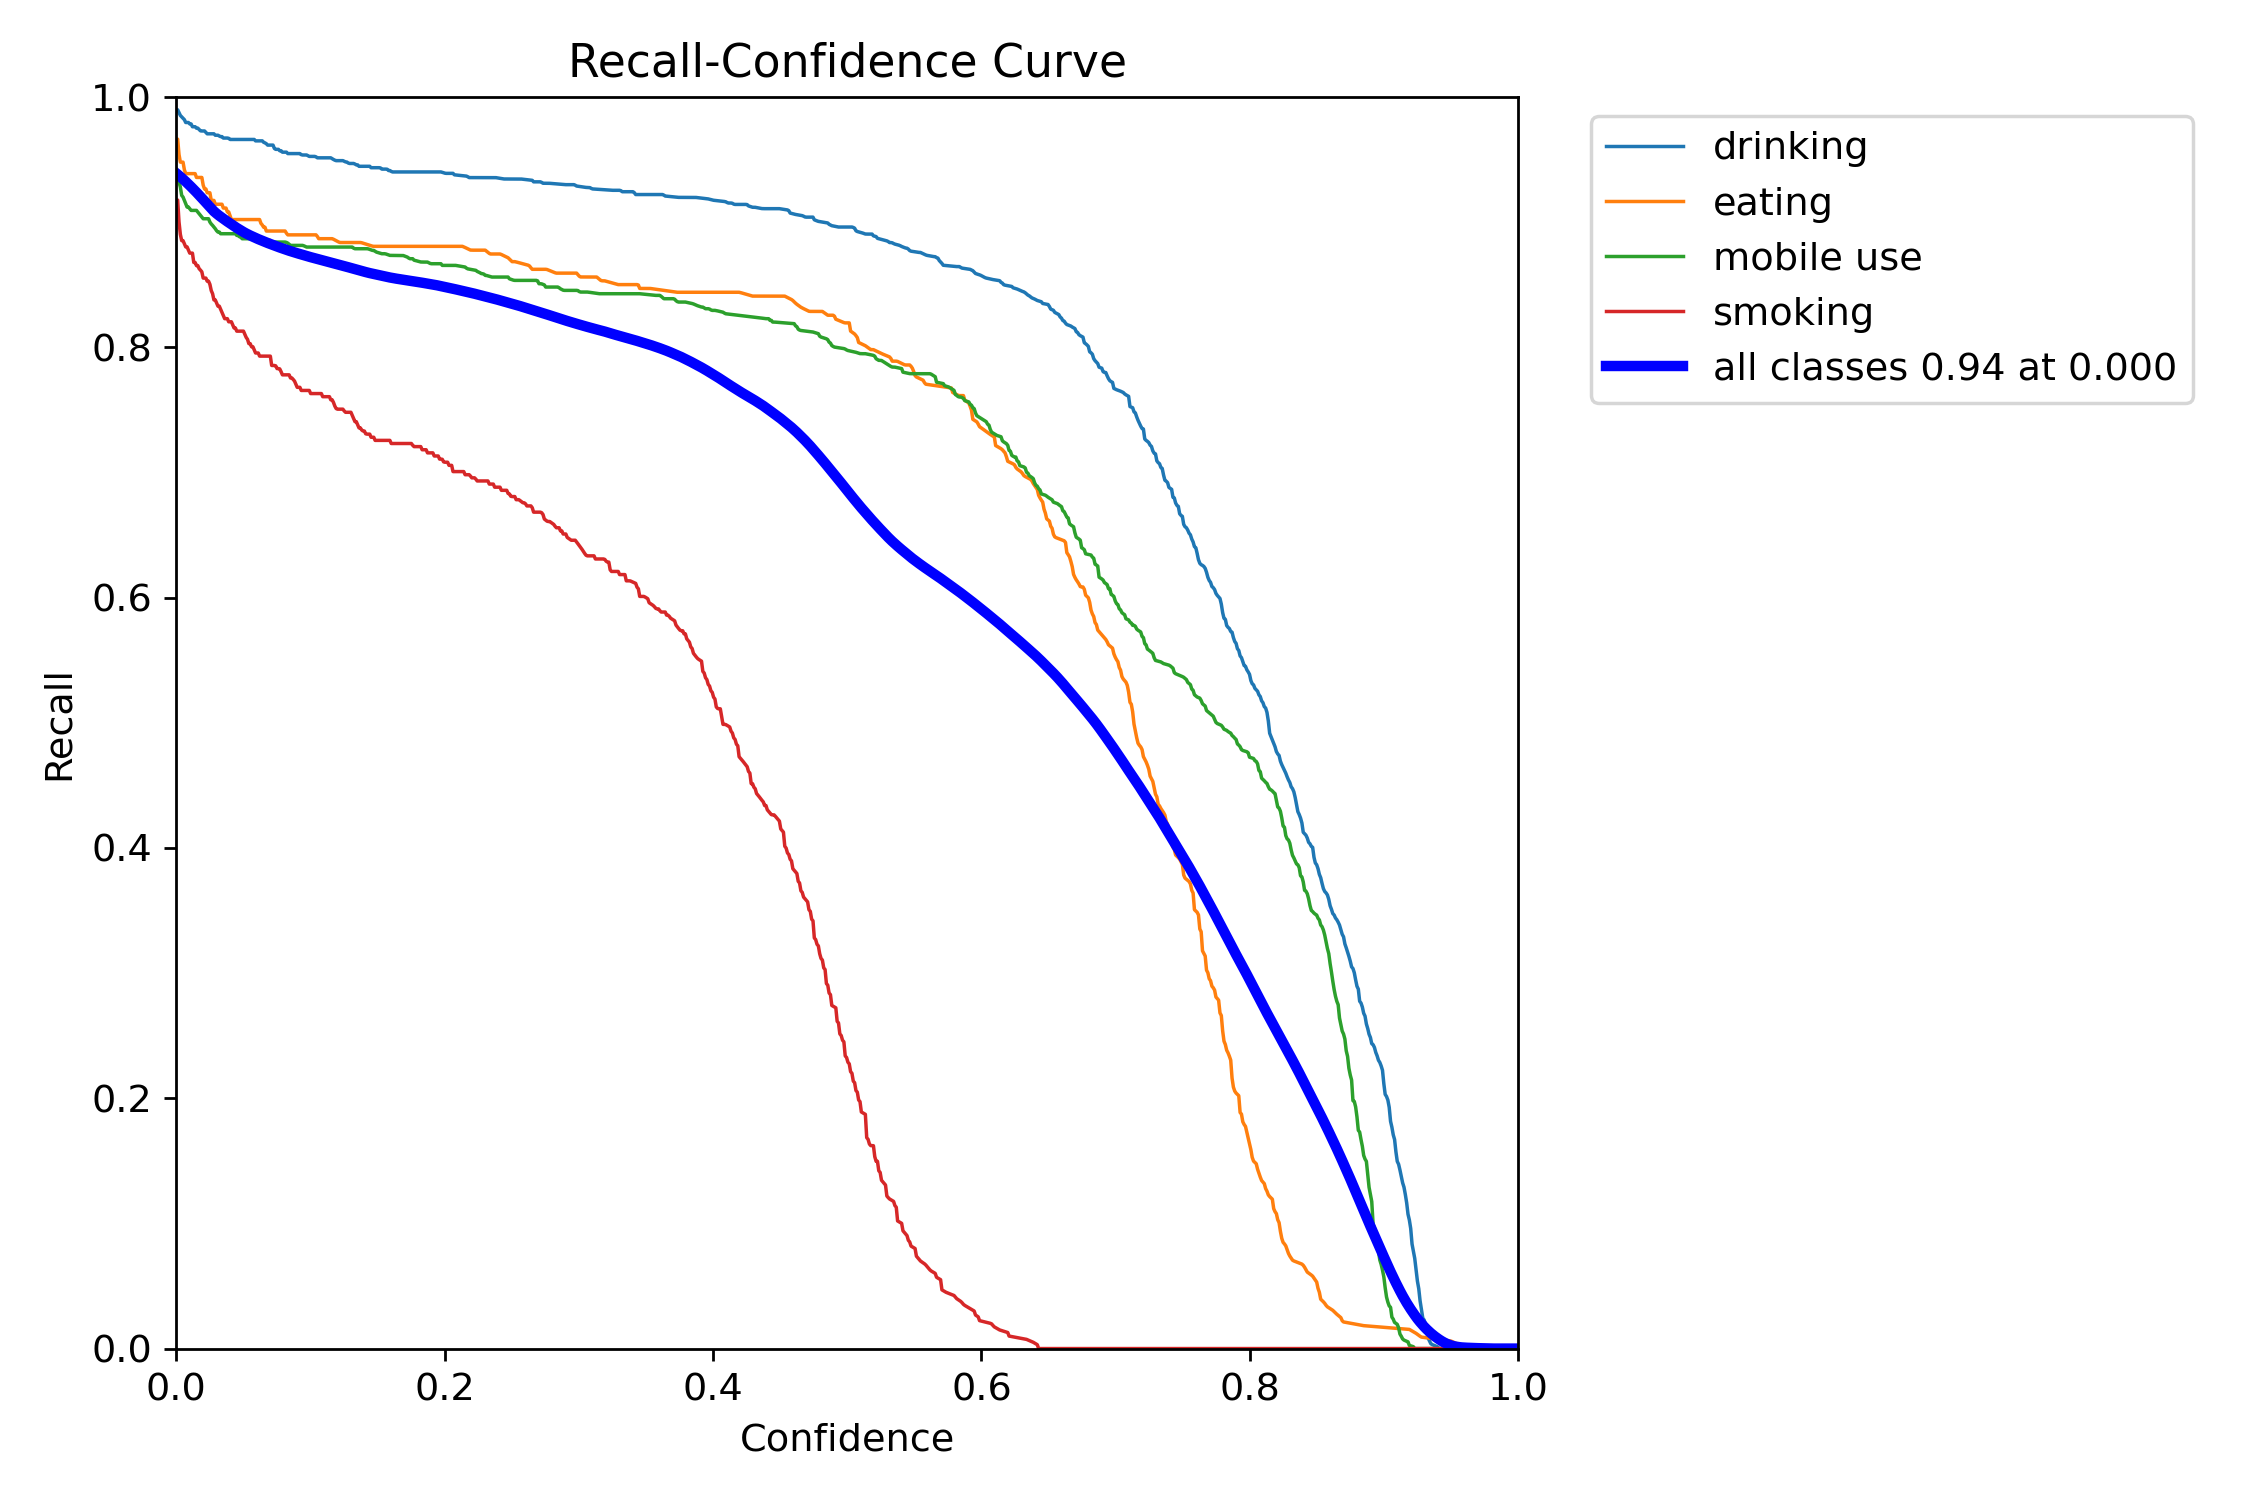 Recall-Confidence Curve
1.0
0.8
0.6
0.4
0.2
0.0
Recall
0.0 0.2 0.4 0.6 0.8 1.0
Confidence
drinking
eating
mobile use
smoking
all classes 0.94 at 0.000